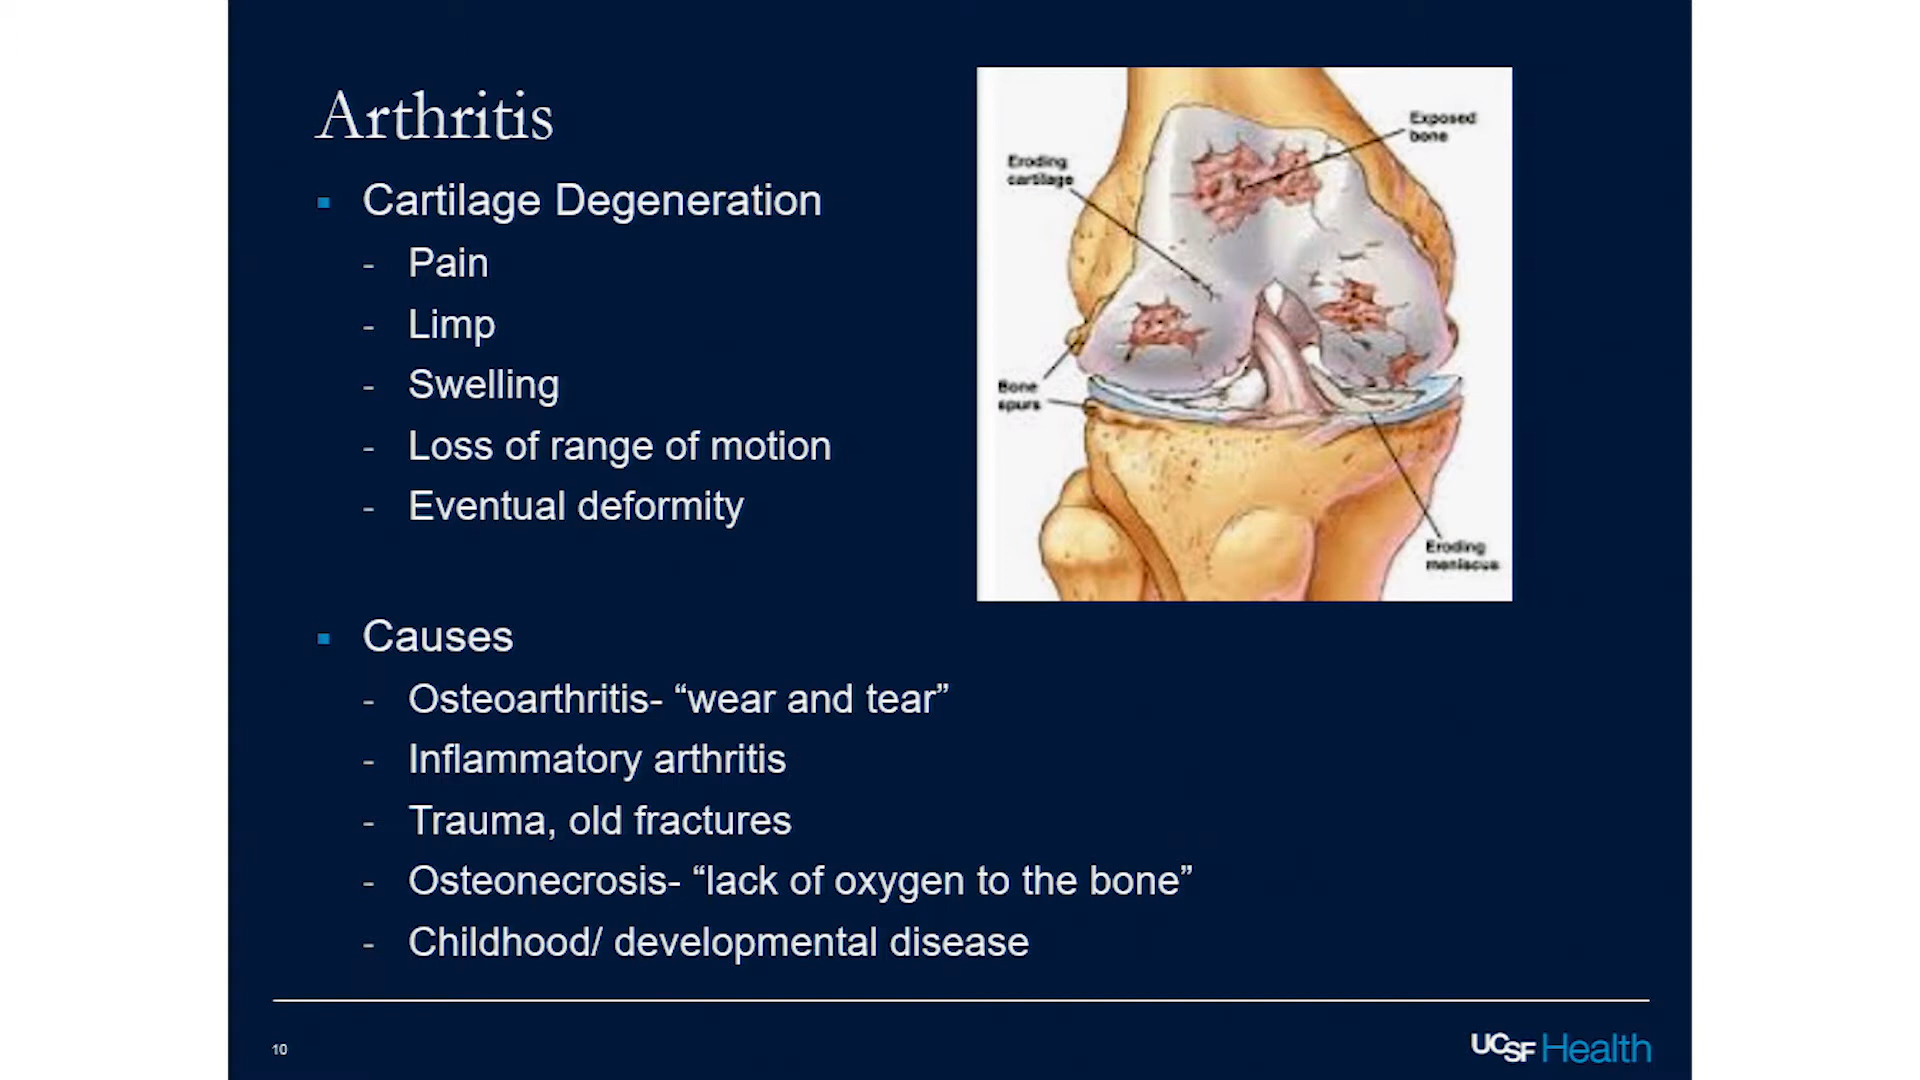 Arthritis
▪ Cartilage Degeneration
- Pain
- Limp
- Swelling
- Loss of range of motion
- Eventual deformity
▪ Causes
- Osteoarthritis- “wear and tear”
- Inflammatory arthritis
- Trauma, old fractures
- Osteonecrosis- “lack of oxygen to the bone”
- Childhood/ developmental disease
Exposed
bone
Eroding
cartilage
Bone
spurs
Eroding
meniscus
10
UCSF Health